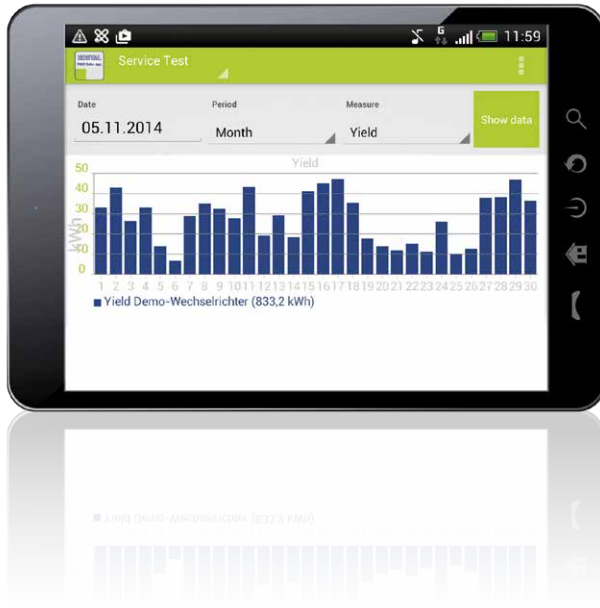 11:59
Service Test
Date
Period
Measure
05.11.2014
Month
Yield
Show data
Yield
50
40
30
20
10
0
kWh
1 2 3 4 5 6 7 8 9 10 11 12 13 14 15 16 17 18 19 20 21 22 23 24 25 26 27 28 29 30
Yield Demo-Wechselrichter (833,2 kWh)